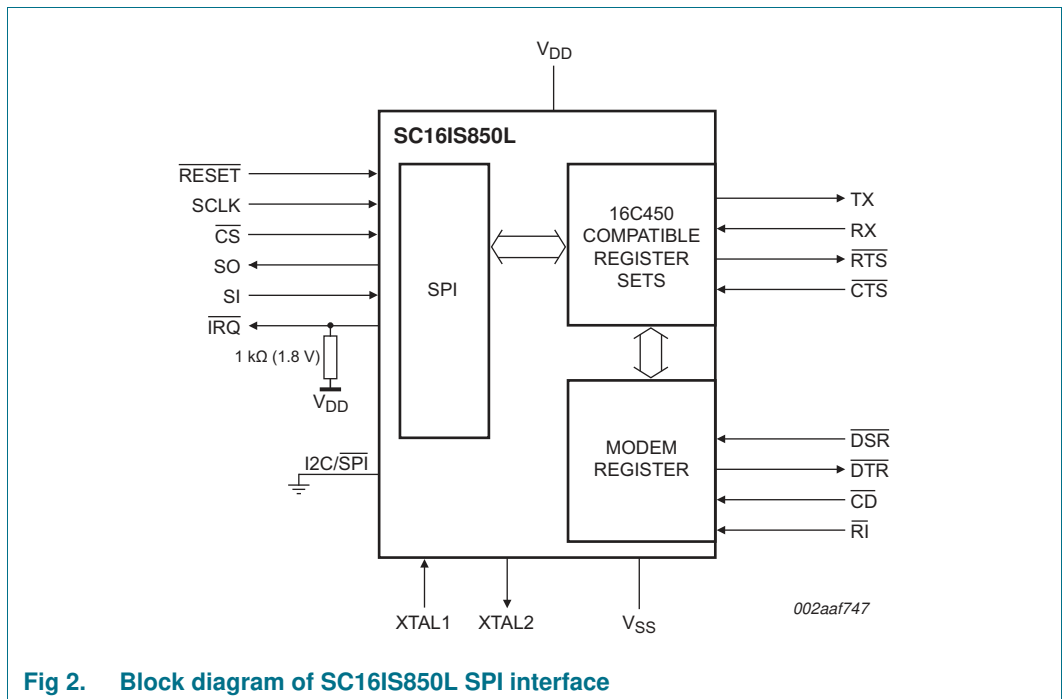 VDD
SC16IS850L
RESET
SCLK
CS
SO
SI
IRQ
1 kΩ (1.8 V)
VDD
I2C/SPI
SPI
16C450
COMPATIBLE
REGISTER
SETS
MODEM
REGISTER
TX
RX
RTS
CTS
DSR
DTR
CD
RI
XTAL1
XTAL2
VSS
002aaf747
Fig 2. Block diagram of SC16IS850L SPI interface